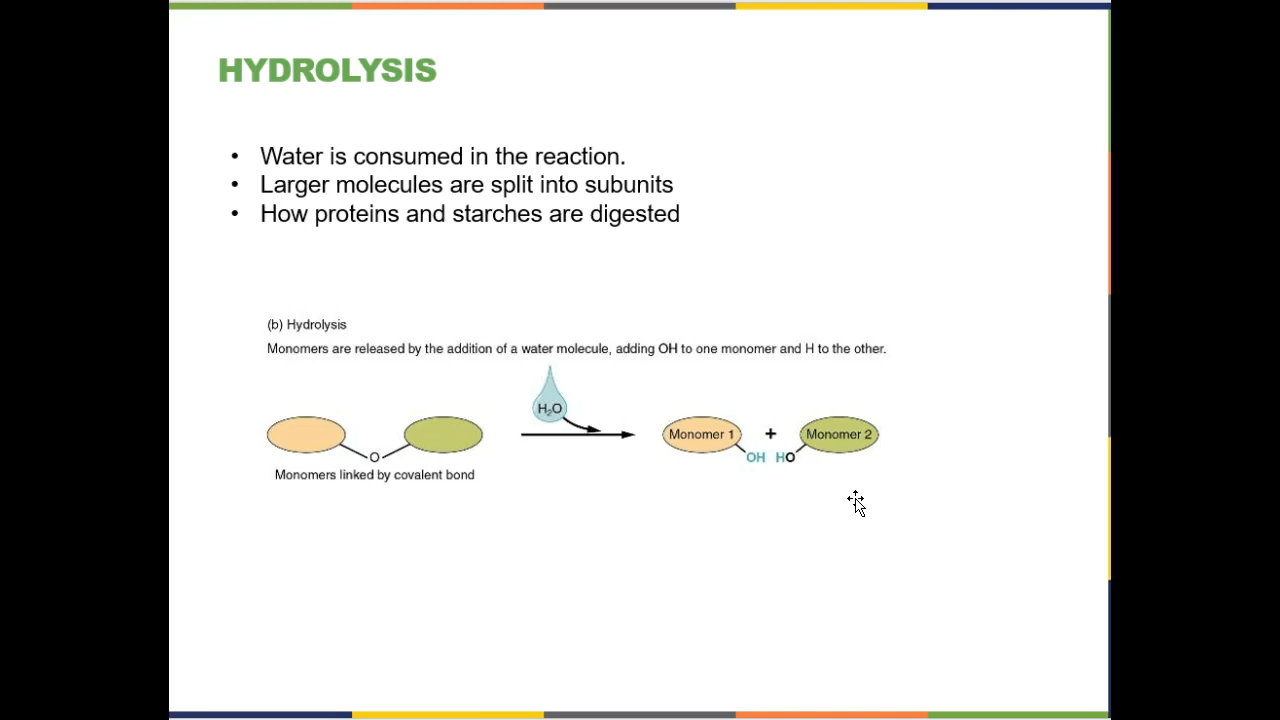 HYDROLYSIS
• Water is consumed in the reaction.
• Larger molecules are split into subunits
• How proteins and starches are digested
(b) Hydrolysis
Monomers are released by the addition of a water molecule, adding OH to one monomer and H to the other.
H₂O
Monomer 1 + Monomer 2
O
OH HO
Monomers linked by covalent bond